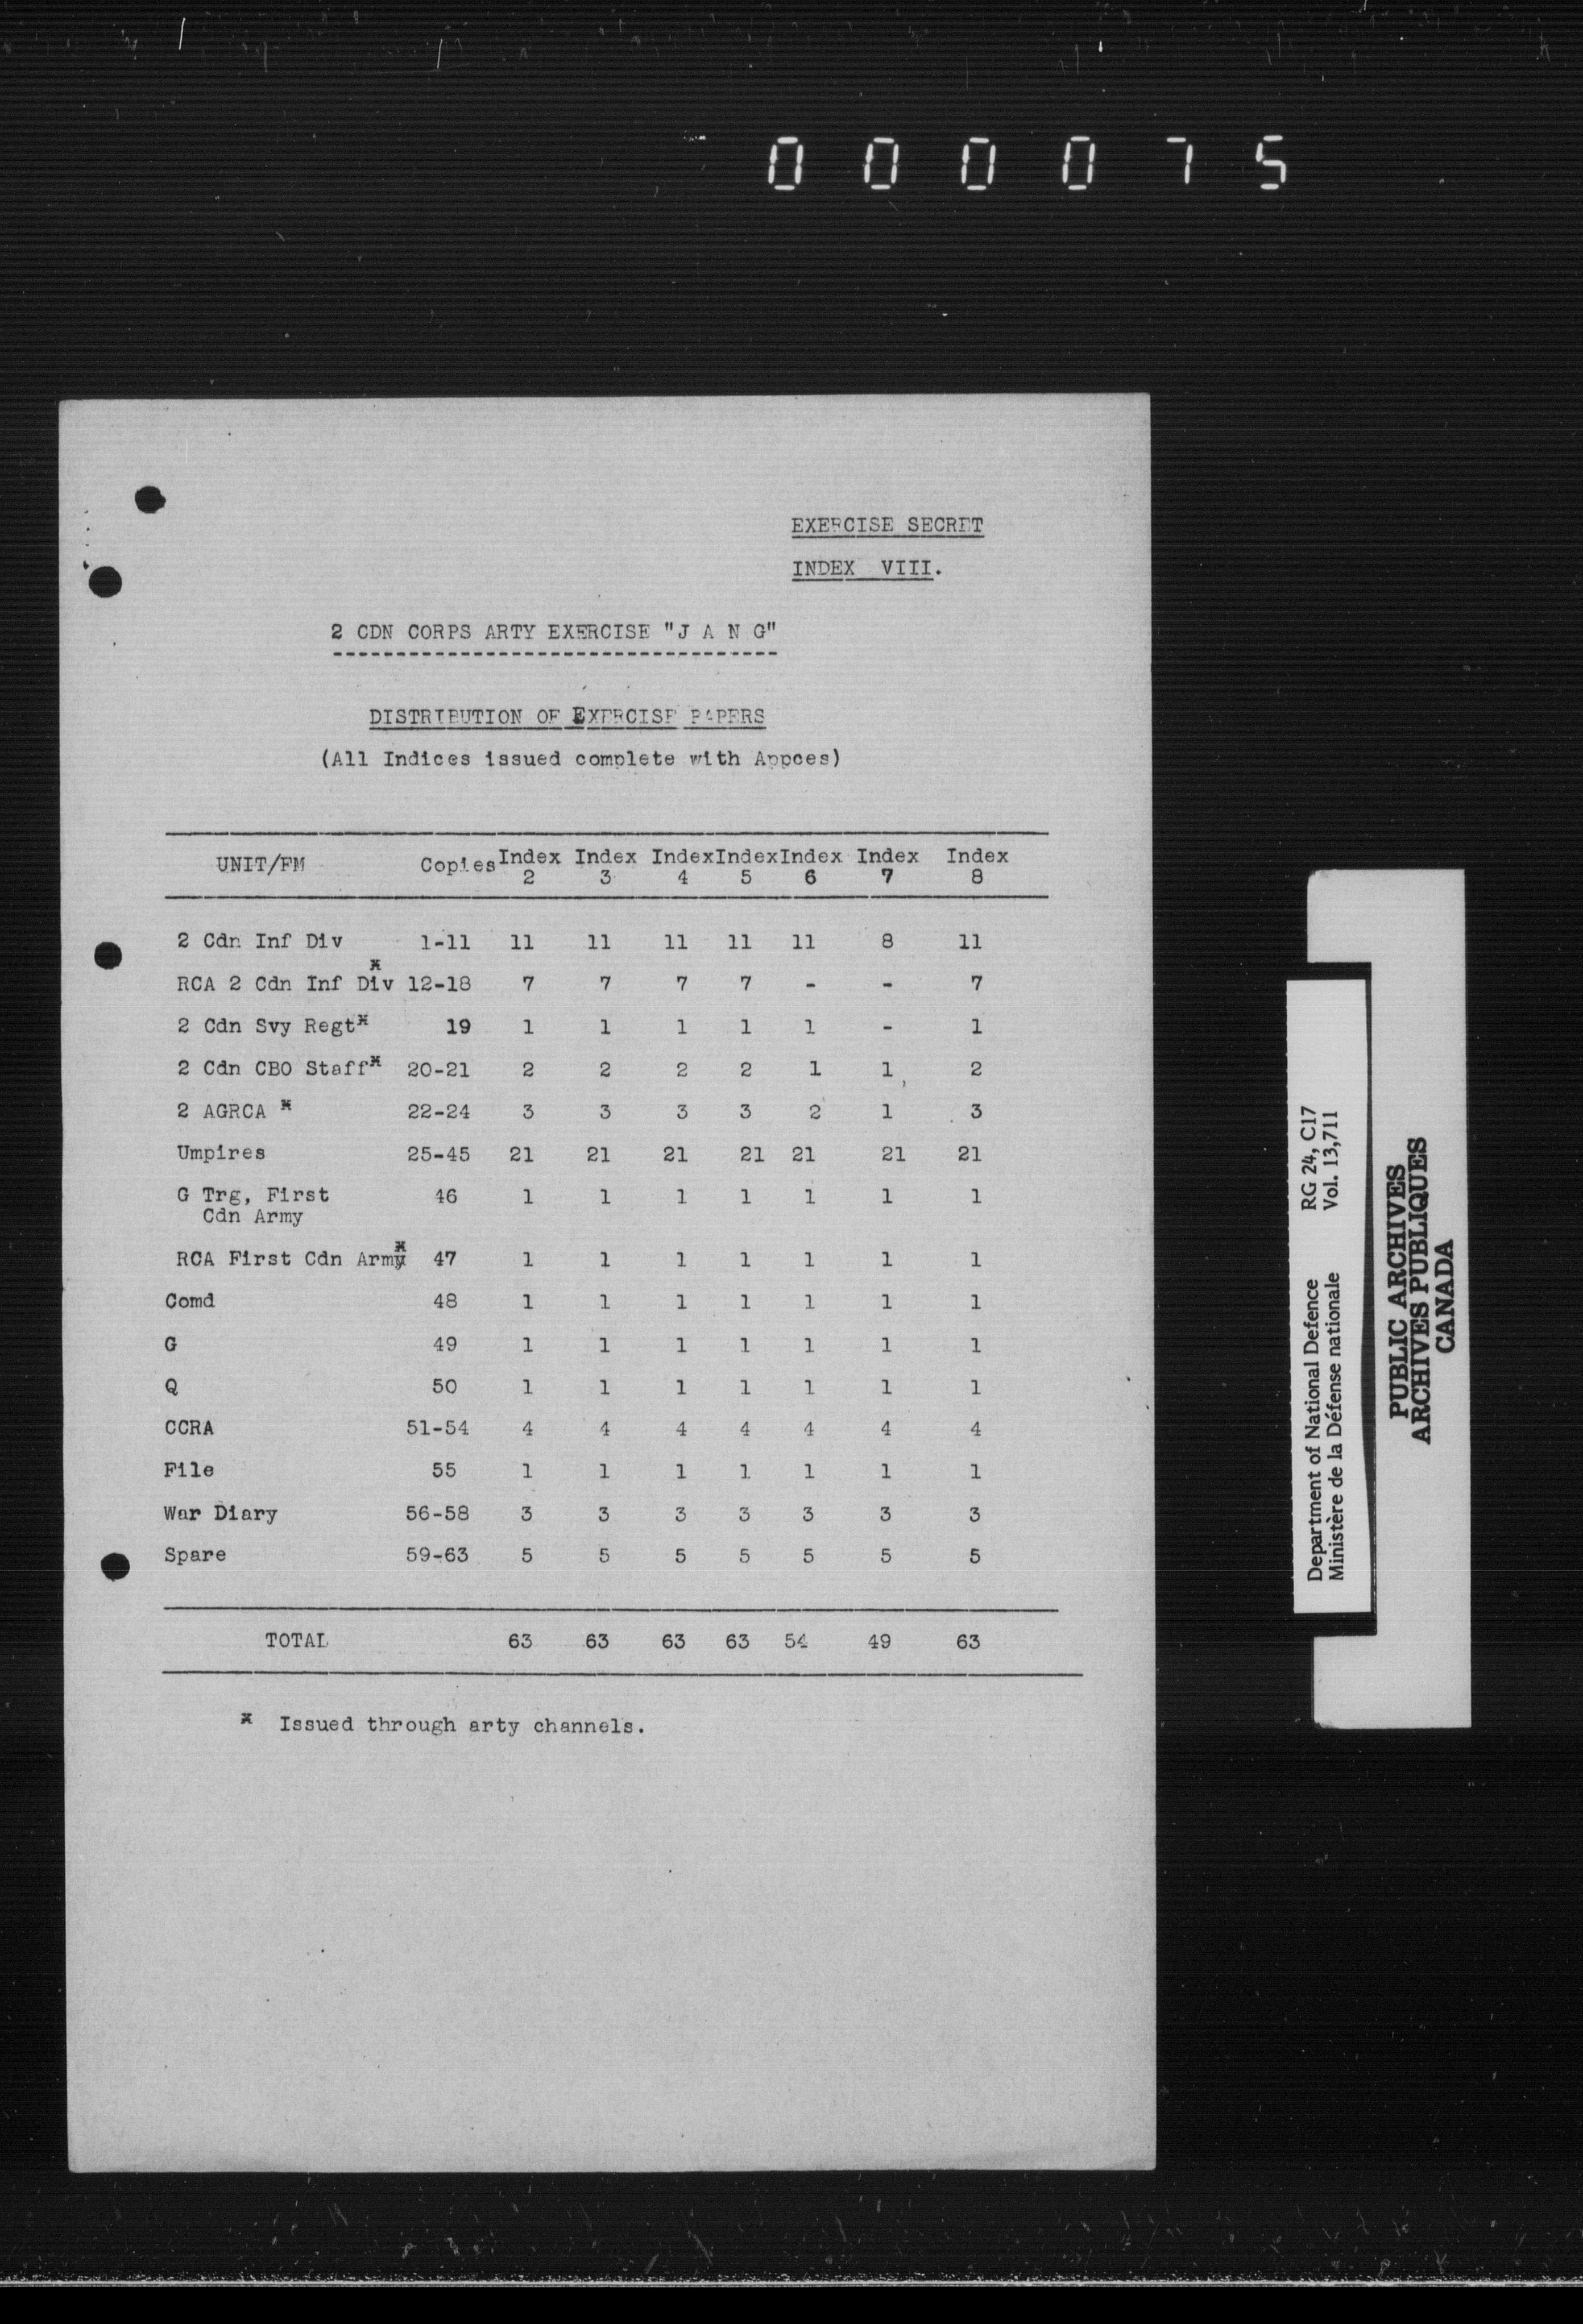 000075
EXERCISE SECRET
INDEX VIII.
2 CDN CORPS ARTY EXERCISE "J A N G"
DISTRIBUTION OF EXERCISE PAPERS
(All Indices issued complete with Appces)
UNIT/FM Copies Index 2 Index 3 Index 4 Index 5 Index 6 Index 7 Index 8
2 Cdn Inf Div 1-11 11 11 11 11 11 8 11
RCA 2 Cdn Inf Div x 12-18 7 7 7 7 - - 7
2 Cdn Svy Regt x 19 1 1 1 1 1 - 1
2 Cdn CBO Staff x 20-21 2 2 2 2 1 1 2
2 AGRCA x 22-24 3 3 3 3 2 1 3
Umpires 25-45 21 21 21 21 21 21 21
G Trg, First 46 1 1 1 1 1 1 1
Cdn Army
RCA First Cdn Army x 47 1 1 1 1 1 1 1
Comd 48 1 1 1 1 1 1 1
G 49 1 1 1 1 1 1 1
Q 50 1 1 1 1 1 1 1
CCRA 51-54 4 4 4 4 4 4 4
File 55 1 1 1 1 1 1 1
War Diary 56-58 3 3 3 3 3 3 3
Spare 59-63 5 5 5 5 5 5 5
TOTAL 63 63 63 63 54 49 63
x Issued through arty channels.
Department of National Defence RG 24, C17
Ministère de la Défense nationale Vol. 13,711
PUBLIC ARCHIVES
ARCHIVES PUBLIQUES
CANADA